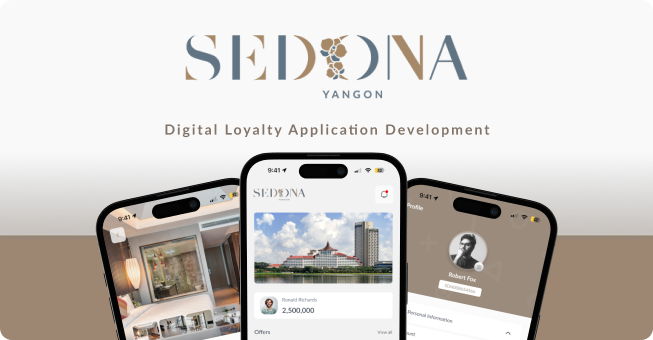 SEDONA
YANGON
Digital Loyalty Application Development
9:41
9:41
9:41
SEDONA
Profile
Robert Fox
Ronald Richards
2,500,000
Personal Information
Offers
View all